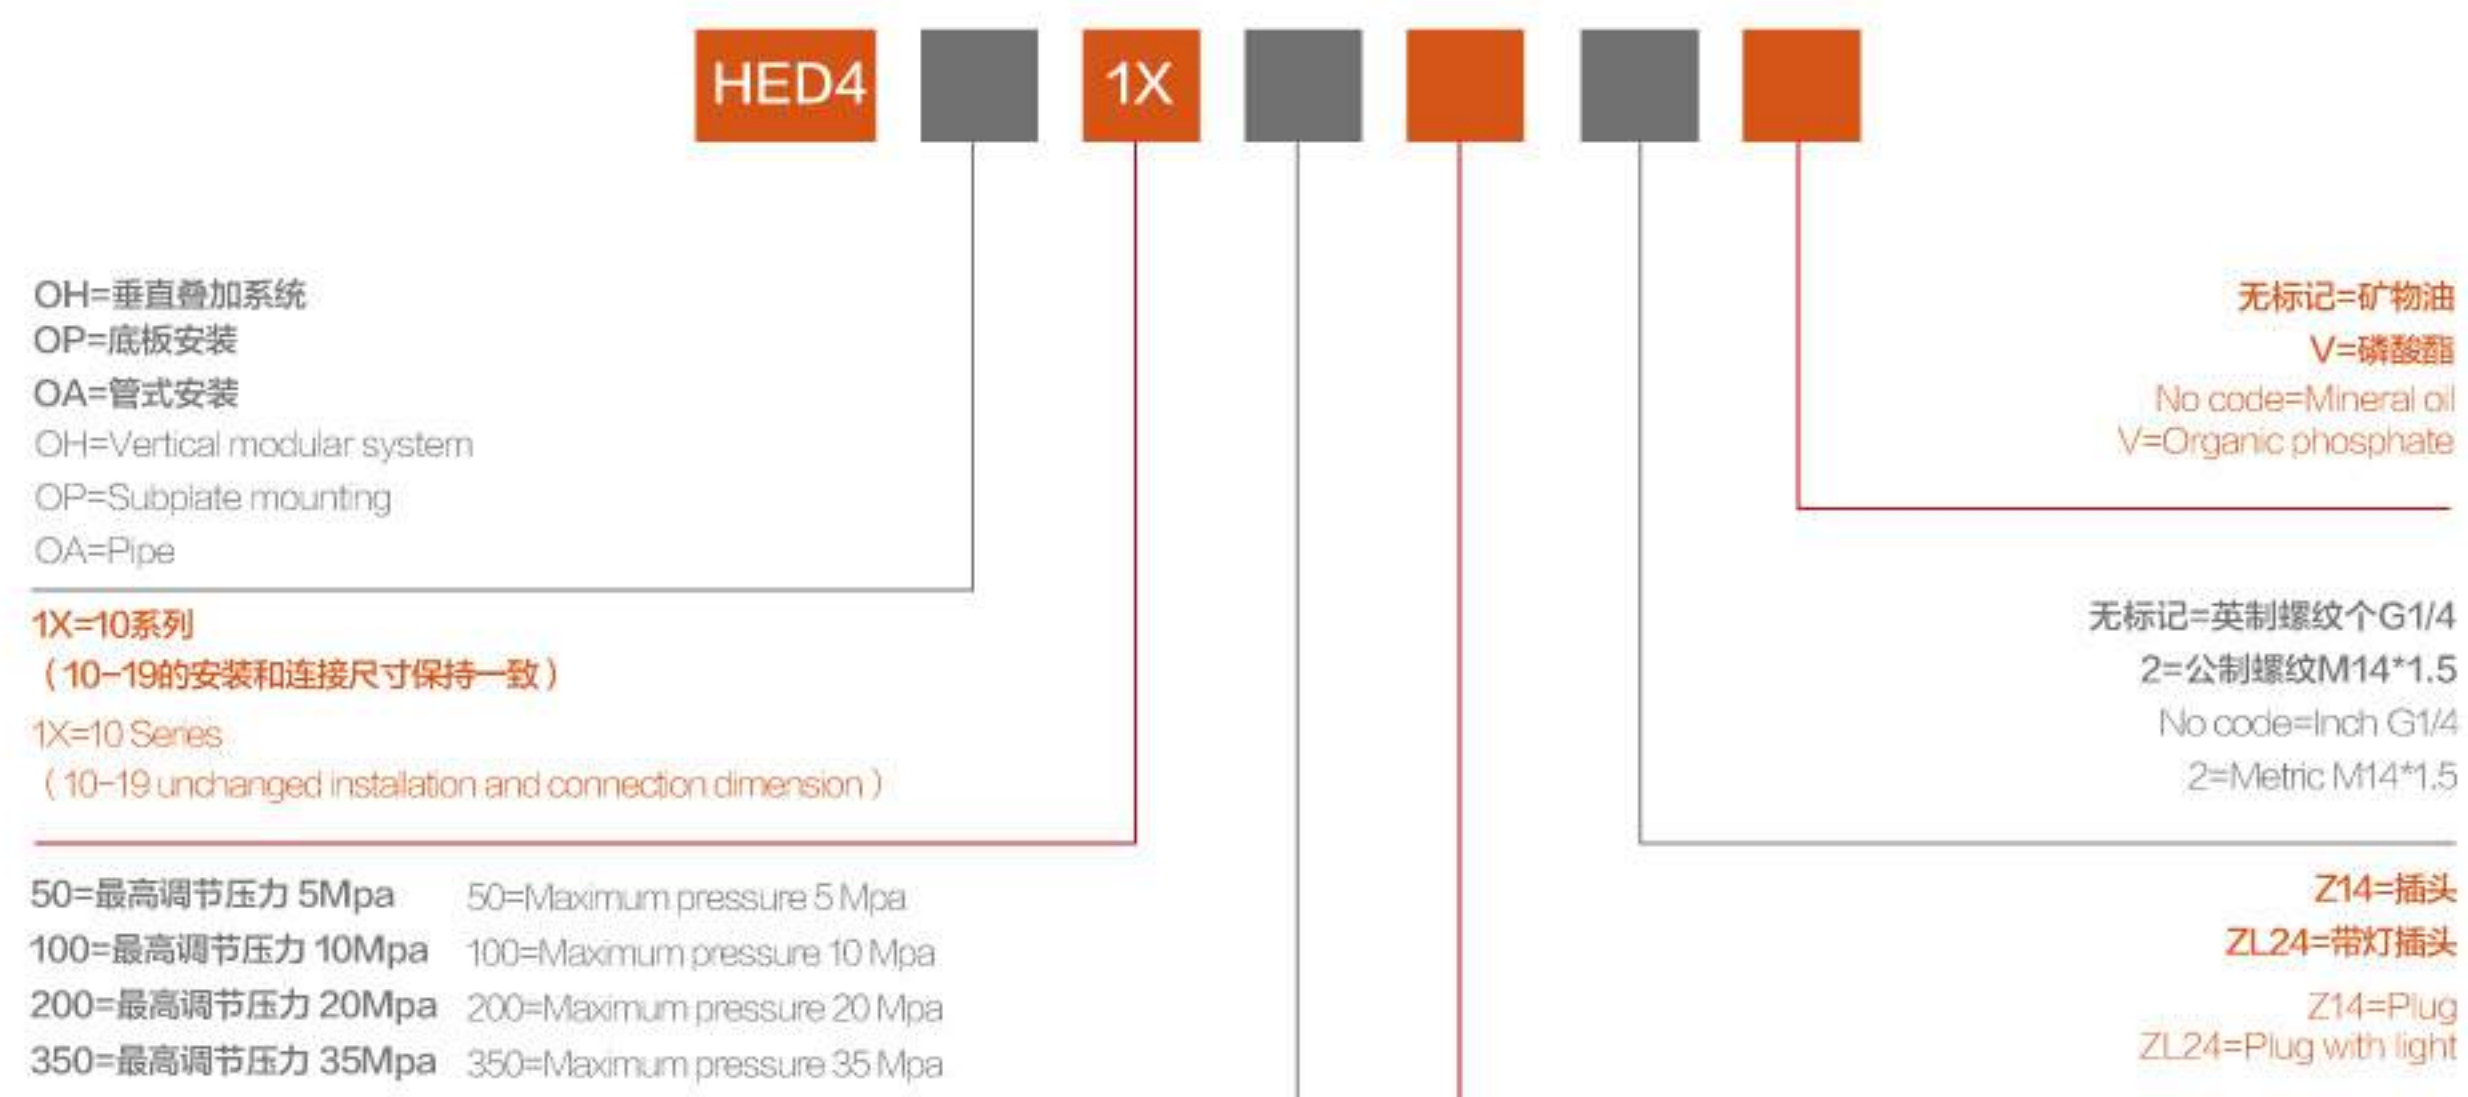 HED4 1X
OH=垂直叠加系统
OP=底板安装
OA=管式安装
OH=Vertical modular system
OP=Subplate mounting
OA=Pipe
1X=10系列
（10-19的安装和连接尺寸保持一致）
1X=10 Series
（10-19 unchanged installation and connection dimension）
50=最高调节压力 5Mpa 50=Maximum pressure 5 Mpa
100=最高调节压力 10Mpa 100=Maximum pressure 10 Mpa
200=最高调节压力 20Mpa 200=Maximum pressure 20 Mpa
350=最高调节压力 35Mpa 350=Maximum pressure 35 Mpa
无标记=矿物油
V=磷酸酯
No code=Mineral oil
V=Organic phosphate
无标记=英制螺纹个G1/4
2=公制螺纹M14*1.5
No code=Inch G1/4
2=Metric M14*1.5
Z14=插头
ZL24=带灯插头
Z14=Plug
ZL24=Plug with light